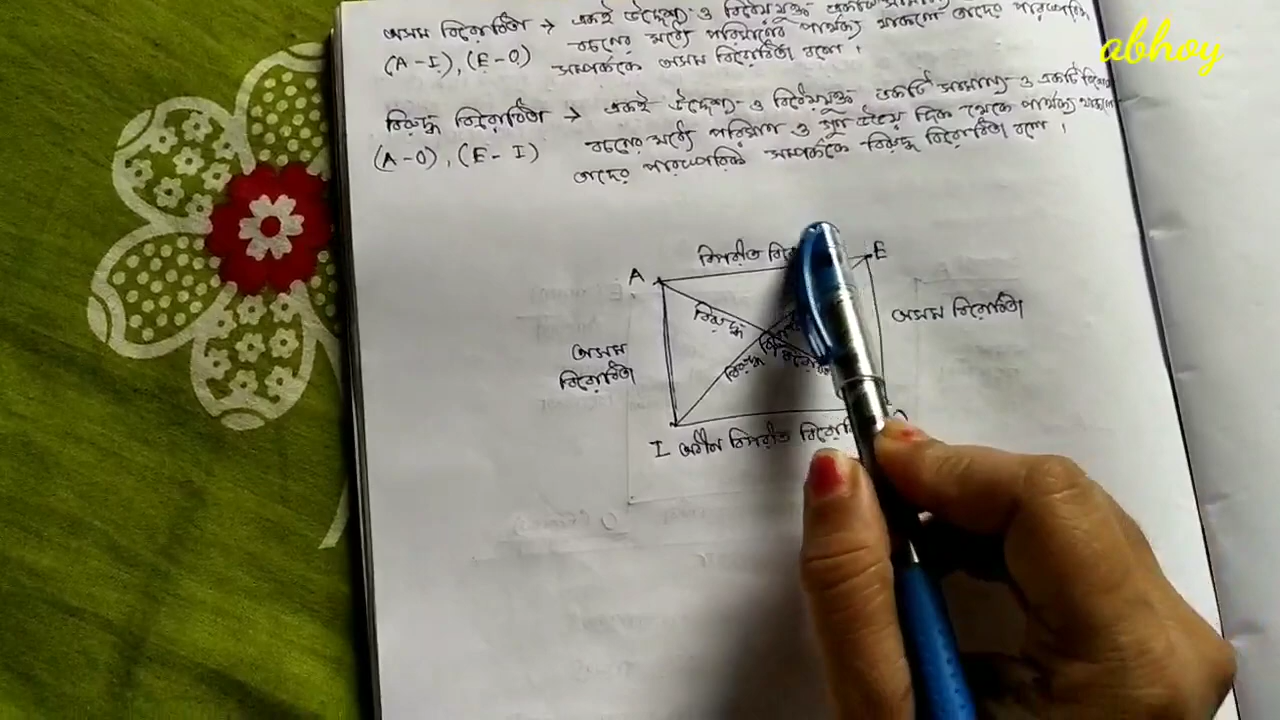 অসম বিরোধিতা → একই উদ্দেশ্য ও বিধেয়যুক্ত একটি
(A-I), (E-O) বচনের মধ্যে পরিমাণের পার্থক্য থাকলে তাদের পারস্পরিক
সম্পর্ককে অসম বিরোধিতা বলে।
abhoy
বিরুদ্ধ বিরোধিতা → একই উদ্দেশ্য ও বিধেয়যুক্ত একটি সামান্য ও একটি
(A-O), (E-I) বচনের মধ্যে পরিমাণ ও গুণ উভয় দিক থেকে পার্থক্য থাকলে
তাদের পারস্পরিক সম্পর্ককে বিরুদ্ধ বিরোধিতা বলে।
A বিপরীত E
বিরুদ্ধ
অসম বিরোধিতা
অসম
বিরোধিতা
বিরুদ্ধ
I অধীন বিপরীত